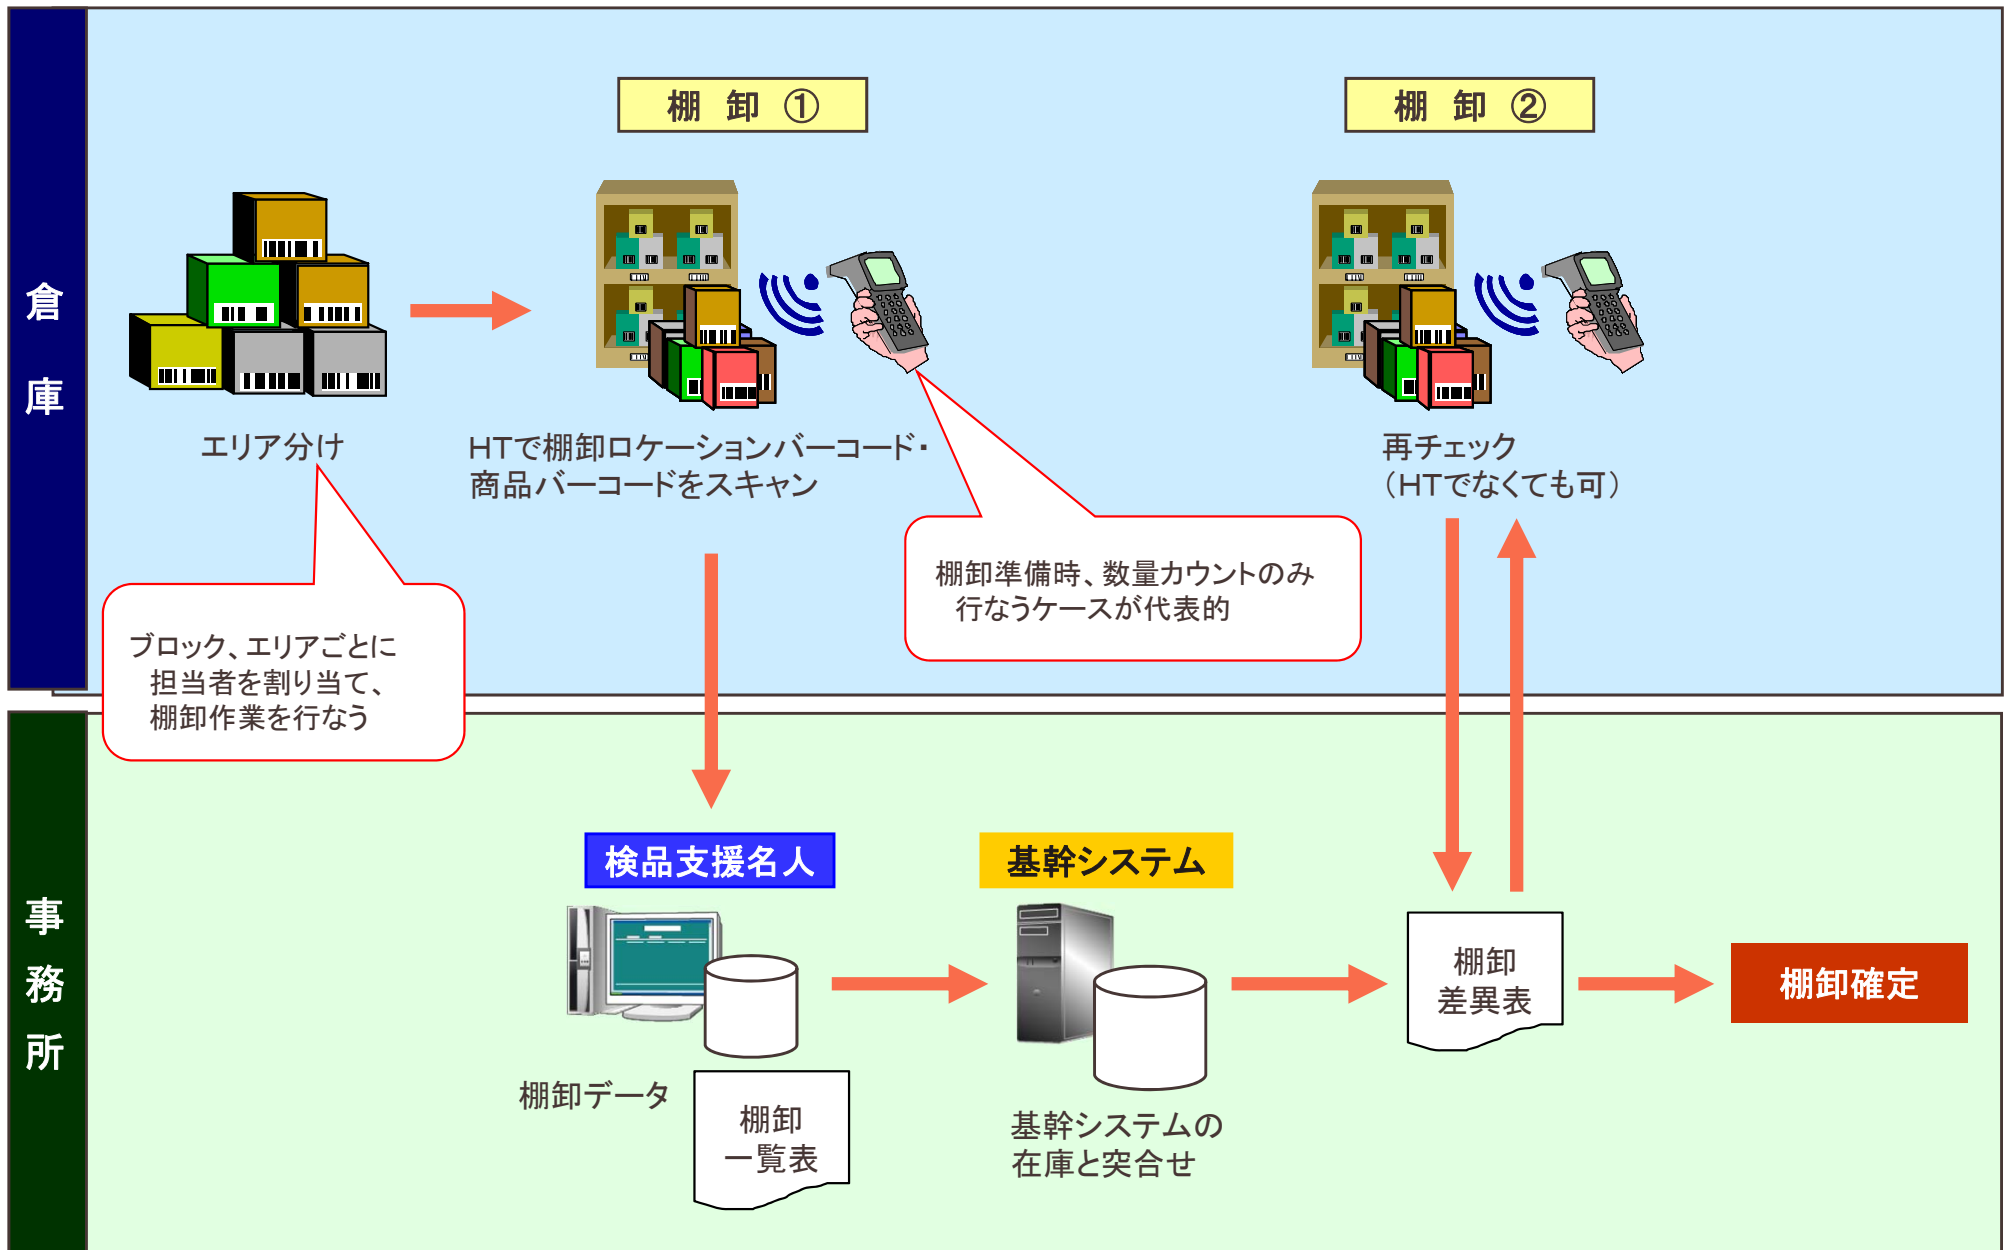 倉庫
棚 卸 ①
棚 卸 ②
エリア分け
HTで棚卸ロケーションバーコード・
商品バーコードをスキャン
再チェック
（HTでなくても可）
棚卸準備時、数量カウントのみ
行なうケースが代表的
ブロック、エリアごとに
担当者を割り当て、
棚卸作業を行なう
事務所
検品支援名人
基幹システム
棚卸
差異表
棚卸確定
棚卸データ
棚卸
一覧表
基幹システムの
在庫と突合せ